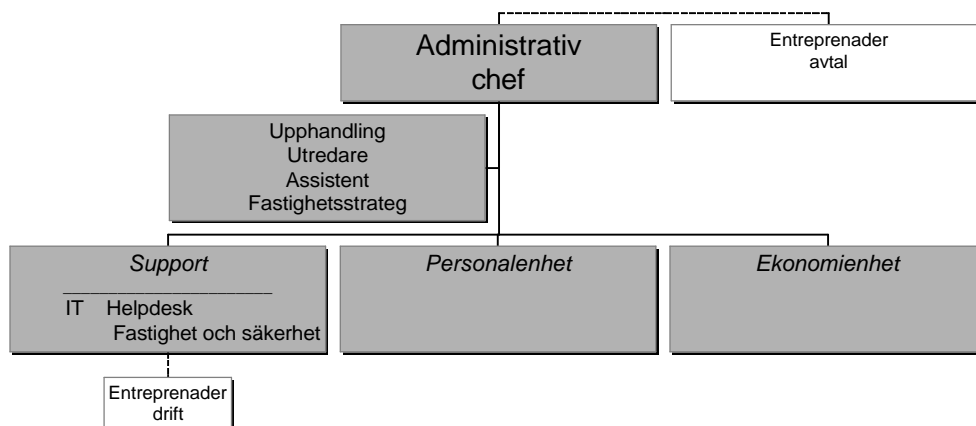 Administrativ
chef
Entreprenader
avtal
Upphandling
Utredare
Assistent
Fastighetsstrateg
Support
IT Helpdesk
Fastighet och säkerhet
Personalenhet
Ekonomienhet
Entreprenader
drift